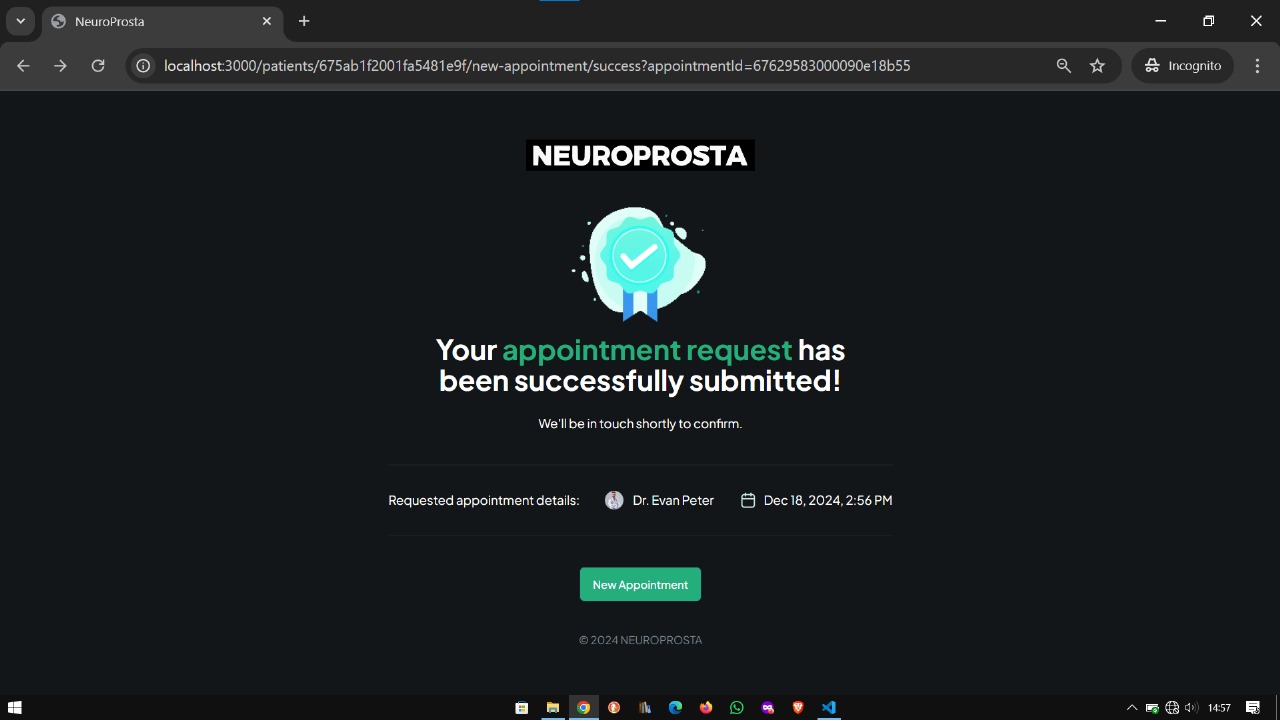 NeuroProsta
localhost:3000/patients/675ab1f2001fa5481e9f/new-appointment/success?appointmentId=67629583000090e18b55
Incognito
NEUROPROSTA
Your appointment request has
been successfully submitted!
We'll be in touch shortly to confirm.
Requested appointment details: Dr. Evan Peter Dec 18, 2024, 2:56 PM
New Appointment
© 2024 NEUROPROSTA
14:57